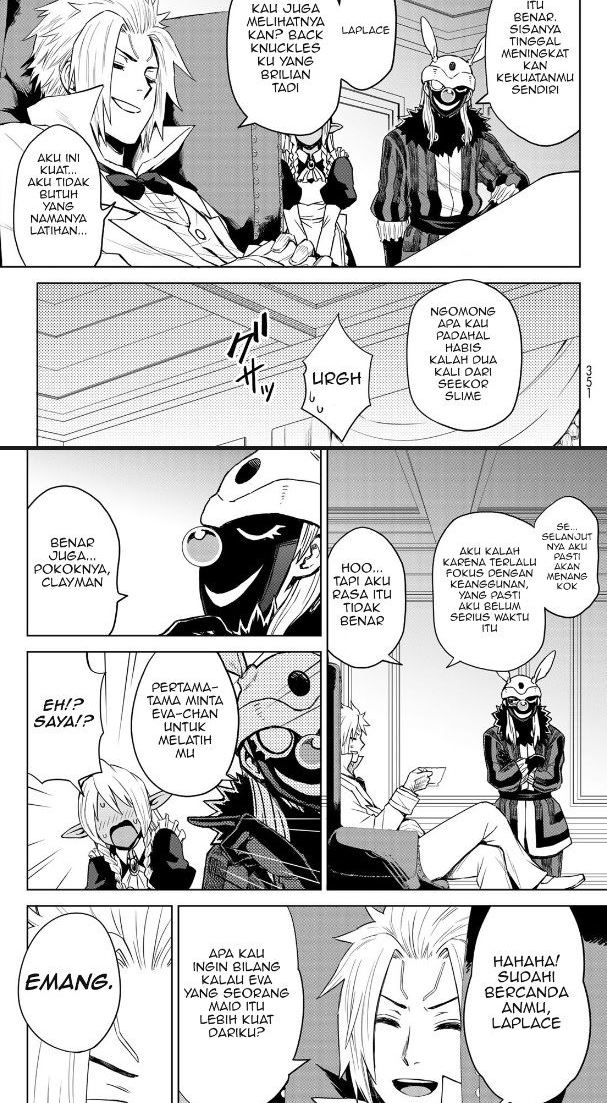 ITU
BENAR.
SISANYA
TINGGAL
MENINGKAT
KAN
KEKUATANMU
SENDIRI
KAU JUGA
MELIHATNYA
KAN? BACK
KNUCKLES
KU YANG
BRILIAN
TADI
LAPLACE
AKU INI
KUAT...
AKU TIDAK
BUTUH
YANG
NAMANYA
LATIHAN...
NGOMONG
APA KAU
PADAHAL
HABIS
KALAH DUA
KALI DARI
SEEKOR
SLIME
URGH
351
SE...
SELANJUT
NYA AKU
PASTI
AKAN
MENANG
KOK
AKU KALAH
KARENA TERLALU
FOKUS DENGAN
KEANGGUNAN,
YANG PASTI
AKU BELUM
SERIUS WAKTU
ITU
HOO...
TAPI AKU
RASA ITU
TIDAK
BENAR
BENAR
JUGA...
POKOKNYA,
CLAYMAN
PERTAMA-
TAMA MINTA
EVA-CHAN
UNTUK
MELATIH
MU
EH!?
SAYA!?
HAHAHA!
SUDAHI
BERCANDA
ANMU,
LAPLACE
APA KAU
INGIN BILANG
KALAU EVA
YANG SEORANG
MAID ITU
LEBIH KUAT
DARIKU?
EMANG.